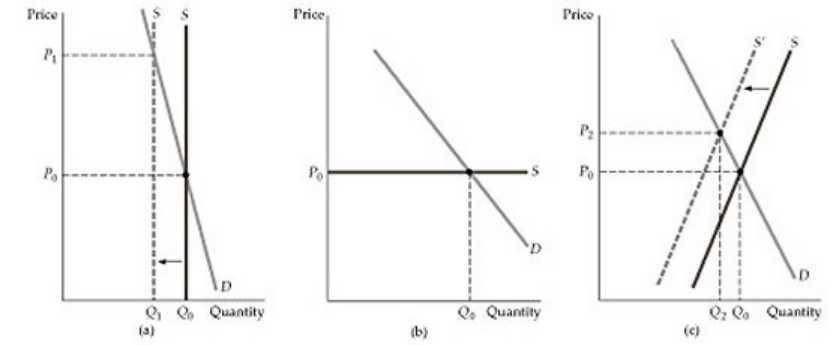 Price S S
P1
P0
D
Q1 Q0 Quantity
(a)
Price
P0
S
D
Q0 Quantity
(b)
Price
S' S
P2
P0
D
Q2 Q0 Quantity
(c)